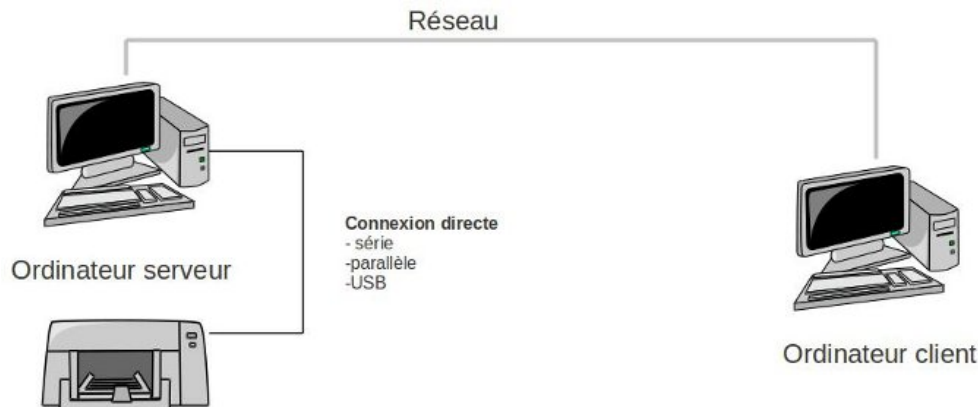 Réseau
Connexion directe
- série
-parallèle
-USB
Ordinateur serveur
Ordinateur client